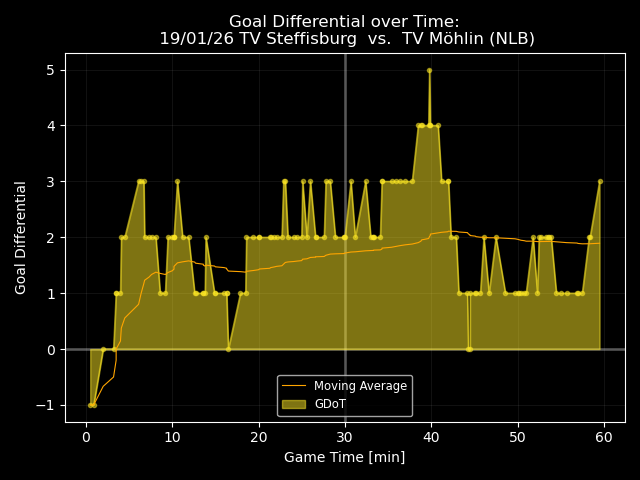 Goal Differential over Time:
19/01/26 TV Steffisburg vs. TV Möhlin (NLB)
Goal Differential
5
4
3
2
1
0
−1
Moving Average
GDoT
0 10 20 30 40 50 60
Game Time [min]